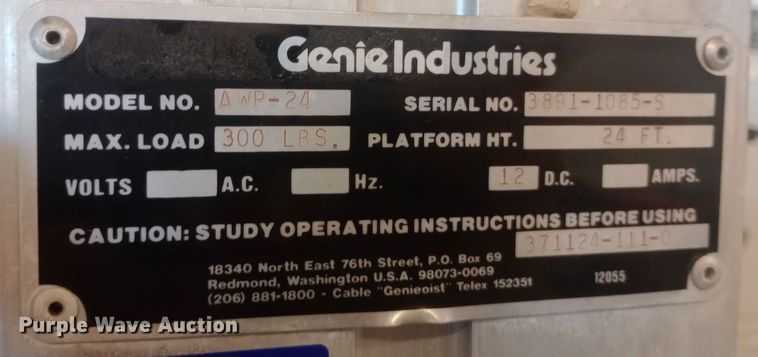 Genie Industries
MODEL NO. AWP-24 SERIAL NO. 3891-1085-S
MAX. LOAD 300 LBS. PLATFORM HT. 24 FT.
VOLTS A.C. Hz. 12 D.C. AMPS.
CAUTION: STUDY OPERATING INSTRUCTIONS BEFORE USING
371124-111-0
18340 North East 76th Street, P.O. Box 69
Redmond, Washington U.S.A. 98073-0069
(206) 881-1800 - Cable "Genieoist" Telex 152351
12055
Purple Wave Auction